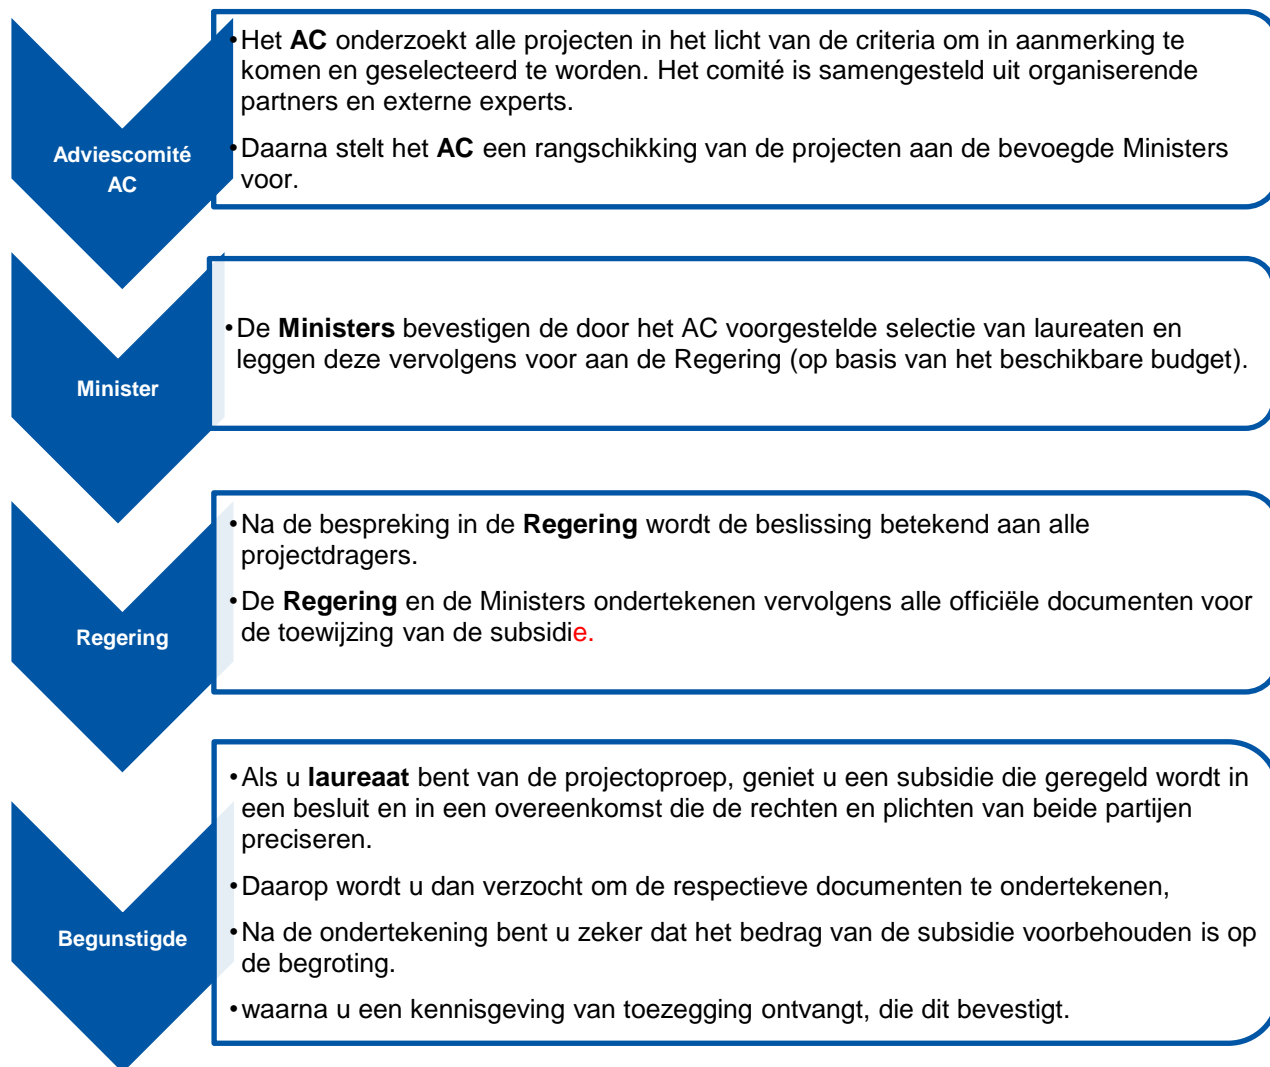 Adviescomité
AC
•Het AC onderzoekt alle projecten in het licht van de criteria om in aanmerking te
komen en geselecteerd te worden. Het comité is samengesteld uit organiserende
partners en externe experts.
•Daarna stelt het AC een rangschikking van de projecten aan de bevoegde Ministers
voor.
Minister
•De Ministers bevestigen de door het AC voorgestelde selectie van laureaten en
leggen deze vervolgens voor aan de Regering (op basis van het beschikbare budget).
Regering
•Na de bespreking in de Regering wordt de beslissing betekend aan alle
projectdragers.
•De Regering en de Ministers ondertekenen vervolgens alle officiële documenten voor
de toewijzing van de subsidie.
Begunstigde
•Als u laureaat bent van de projectoproep, geniet u een subsidie die geregeld wordt in
een besluit en in een overeenkomst die de rechten en plichten van beide partijen
preciseren.
•Daarop wordt u dan verzocht om de respectieve documenten te ondertekenen,
•Na de ondertekening bent u zeker dat het bedrag van de subsidie voorbehouden is op
de begroting.
•waarna u een kennisgeving van toezegging ontvangt, die dit bevestigt.